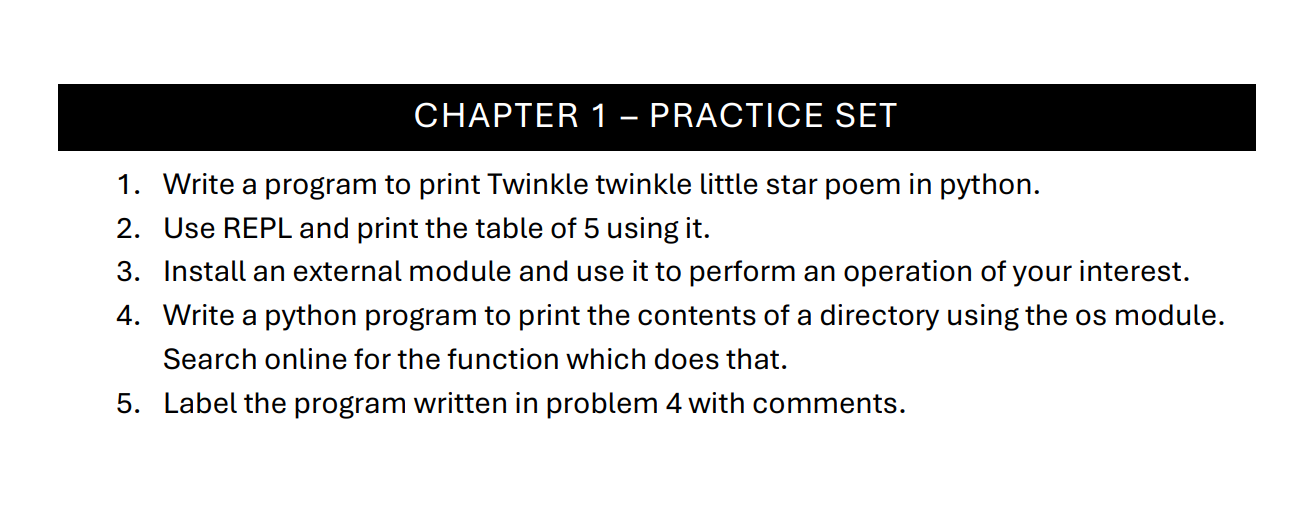 CHAPTER 1 – PRACTICE SET
1. Write a program to print Twinkle twinkle little star poem in python.
2. Use REPL and print the table of 5 using it.
3. Install an external module and use it to perform an operation of your interest.
4. Write a python program to print the contents of a directory using the os module.
Search online for the function which does that.
5. Label the program written in problem 4 with comments.